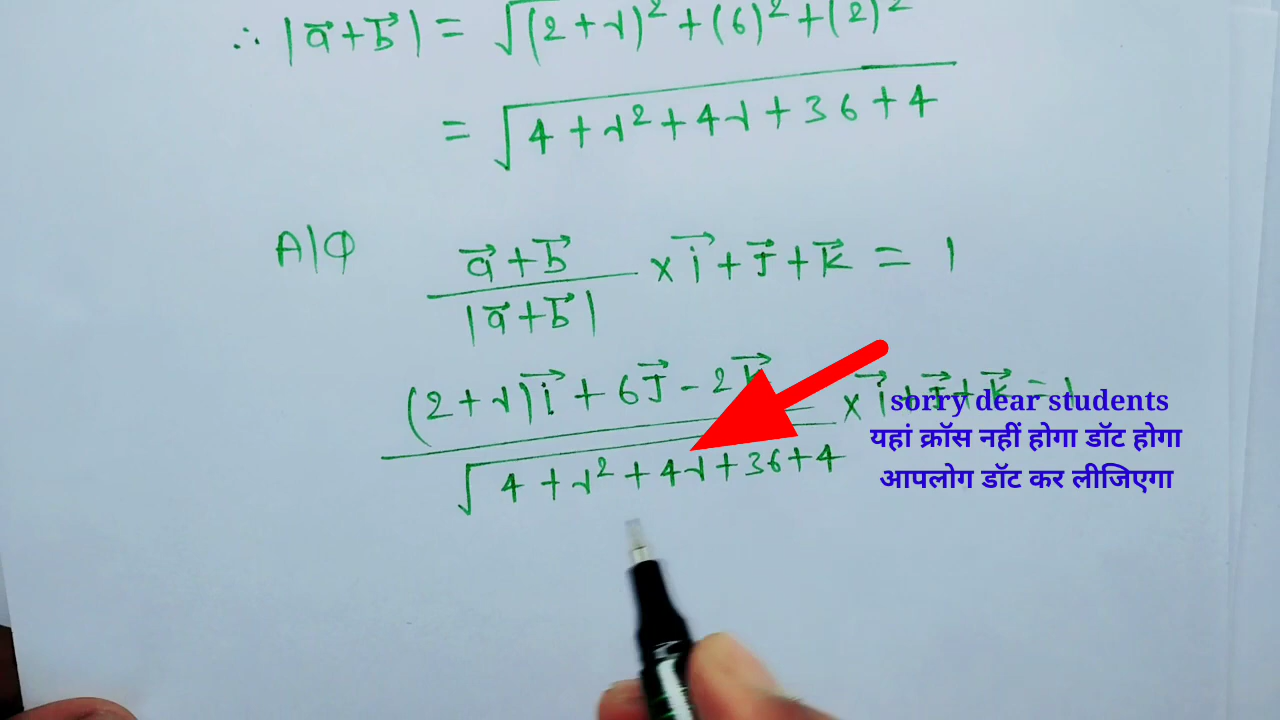 ∴ |a⃗+b⃗| = √(2+λ)²+(6)²+(2)²
= √4+λ²+4λ+36+4
A|Q a⃗+b⃗ / |a⃗+b⃗| × i⃗+J⃗+k⃗ = 1
(2+λ)i⃗+6J⃗-2k⃗ / √4+λ²+4λ+36+4 × i⃗+J⃗+k⃗ = 1
sorry dear students
यहां क्रॉस नहीं होगा डॉट होगा
आपलोग डॉट कर लीजिएगा